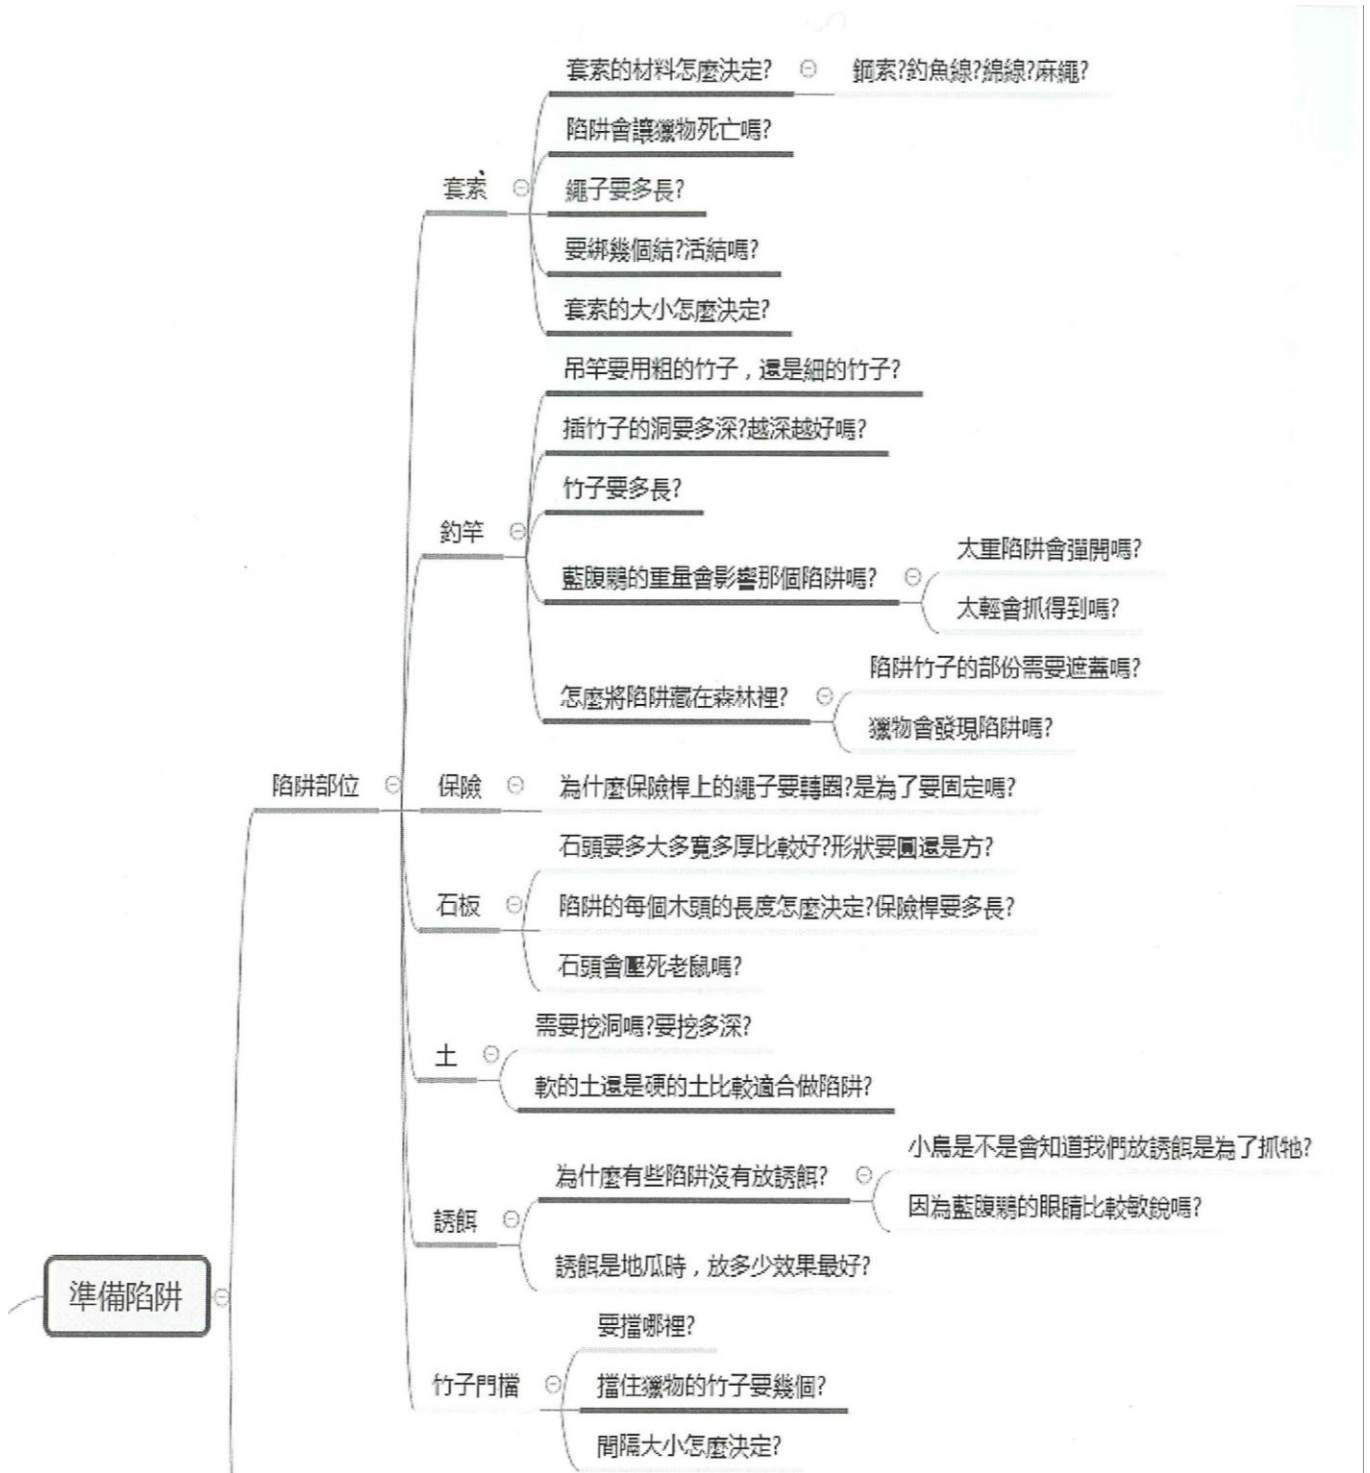 套索的材料怎麼決定?
鋼索?釣魚線?綿線?麻繩?
陷阱會讓獵物死亡嗎?
套索
繩子要多長?
要綁幾個結?活結嗎?
套索的大小怎麼決定?
吊竿要用粗的竹子，還是細的竹子?
插竹子的洞要多深?越深越好嗎?
竹子要多長?
釣竿
太重陷阱會彈開嗎?
藍腹鷴的重量會影響那個陷阱嗎?
太輕會抓得到嗎?
陷阱竹子的部份需要遮蓋嗎?
怎麼將陷阱藏在森林裡?
獵物會發現陷阱嗎?
陷阱部位
保險
為什麼保險桿上的繩子要轉圈?是為了要固定嗎?
石頭要多大多寬多厚比較好?形狀要圓還是方?
石板
陷阱的每個木頭的長度怎麼決定?保險桿要多長?
石頭會壓死老鼠嗎?
需要挖洞嗎?要挖多深?
土
軟的土還是硬的土比較適合做陷阱?
小鳥是不是會知道我們放誘餌是為了抓牠?
為什麼有些陷阱沒有放誘餌?
因為藍腹鷴的眼睛比較敏銳嗎?
誘餌
誘餌是地瓜時，放多少效果最好?
準備陷阱
要擋哪裡?
竹子門檔
擋住獵物的竹子要幾個?
間隔大小怎麼決定?